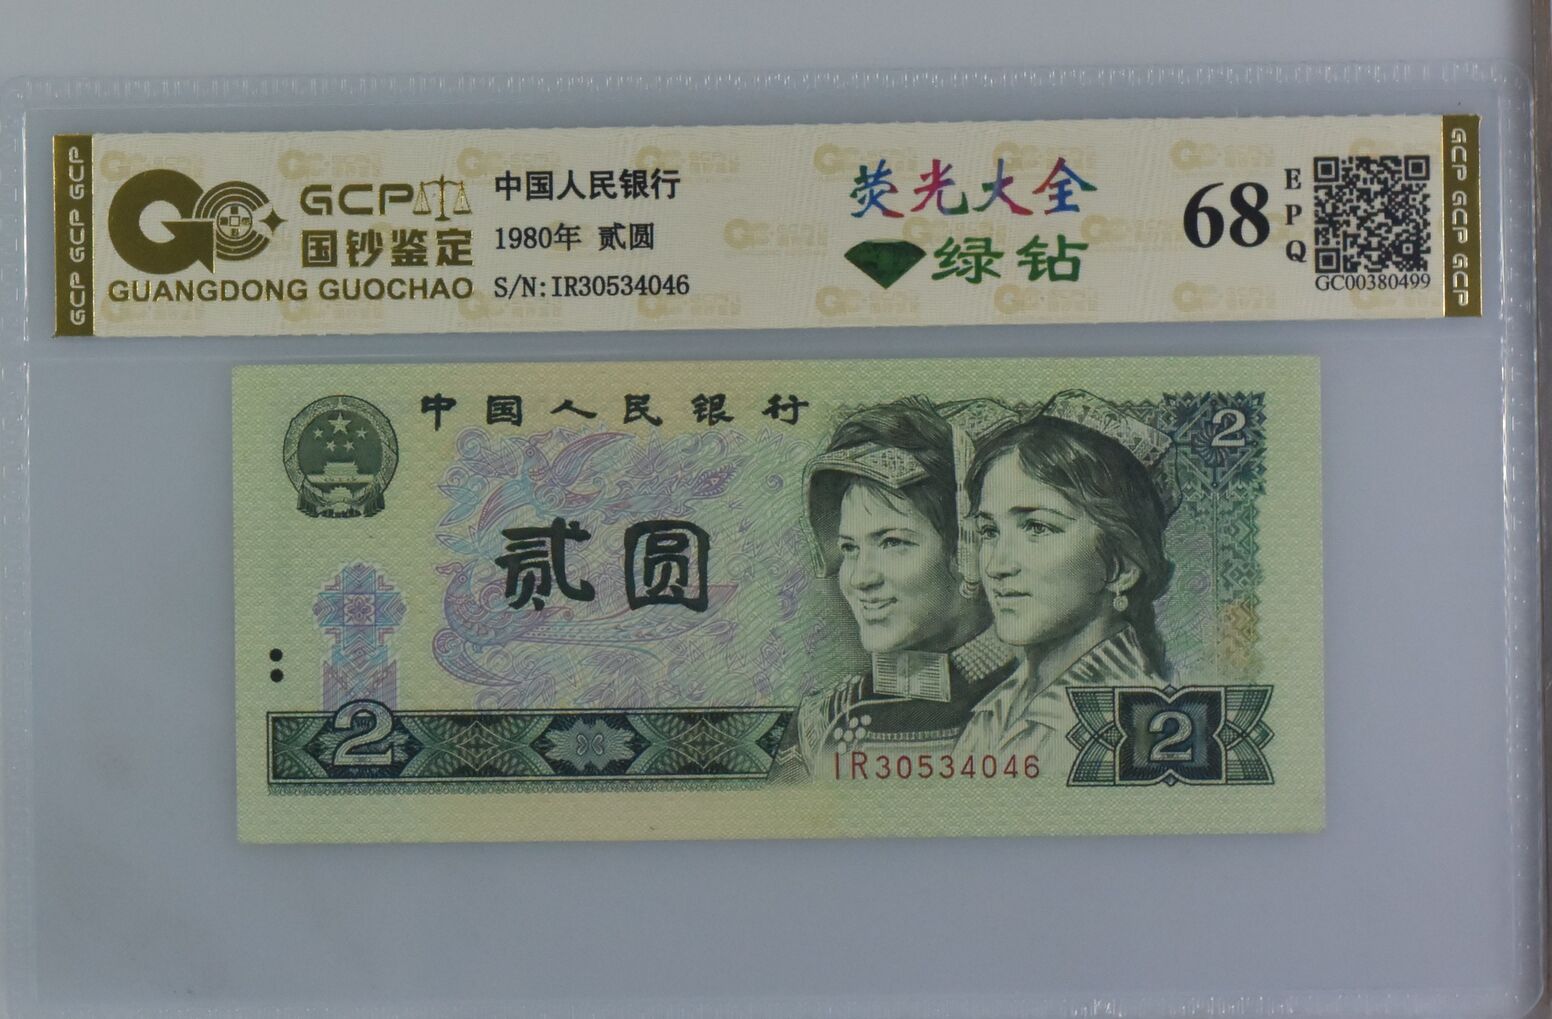 GCP GCP GCP
GCP
国钞鉴定
GUANGDONG GUOCHAO
中国人民银行
1980年 贰圆
S/N:IR30534046
荧光大全
绿钻
68
EPQ
GC00380499
GCP GCP GCP
中国人民银行
2
贰圆
2
IR30534046
2